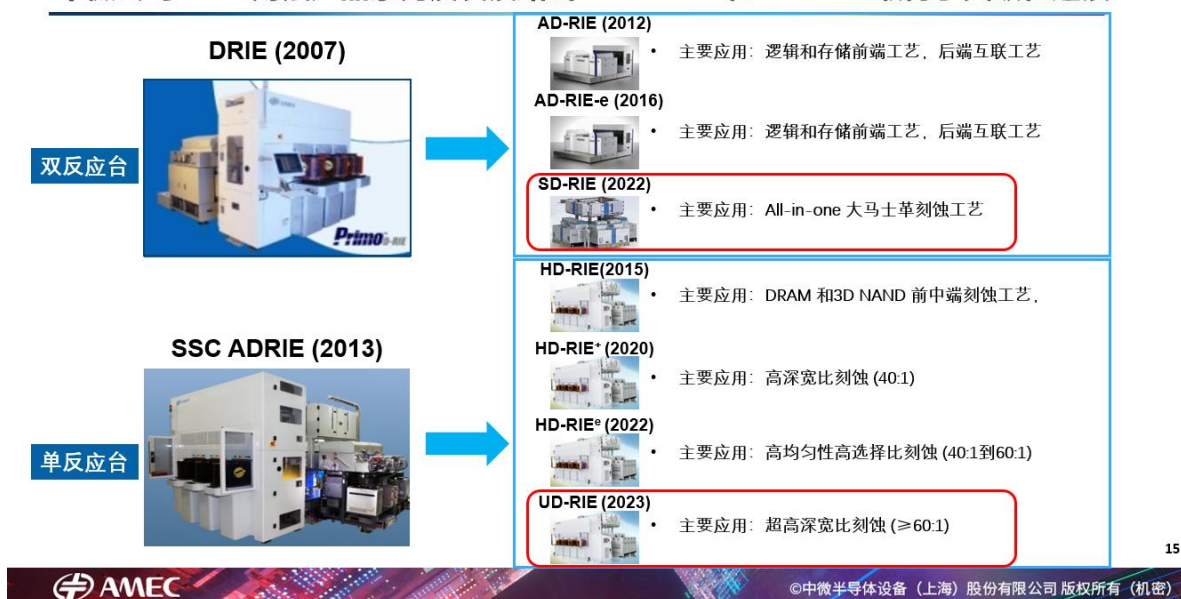 DRIE (2007)
双反应台
Primo D-RIE
AD-RIE (2012)
• 主要应用：逻辑和存储前端工艺，后端互联工艺
AD-RIE-e (2016)
• 主要应用：逻辑和存储前端工艺，后端互联工艺
SD-RIE (2022)
• 主要应用：All-in-one 大马士革刻蚀工艺
SSC ADRIE (2013)
单反应台
HD-RIE(2015)
• 主要应用：DRAM 和3D NAND 前中端刻蚀工艺，
HD-RIE⁺ (2020)
• 主要应用：高深宽比刻蚀 (40:1)
HD-RIEᵉ (2022)
• 主要应用：高均匀性高选择比刻蚀 (40:1到60:1)
UD-RIE (2023)
• 主要应用：超高深宽比刻蚀 (≥60:1)
15
AMEC
©中微半导体设备（上海）股份有限公司 版权所有（机密）